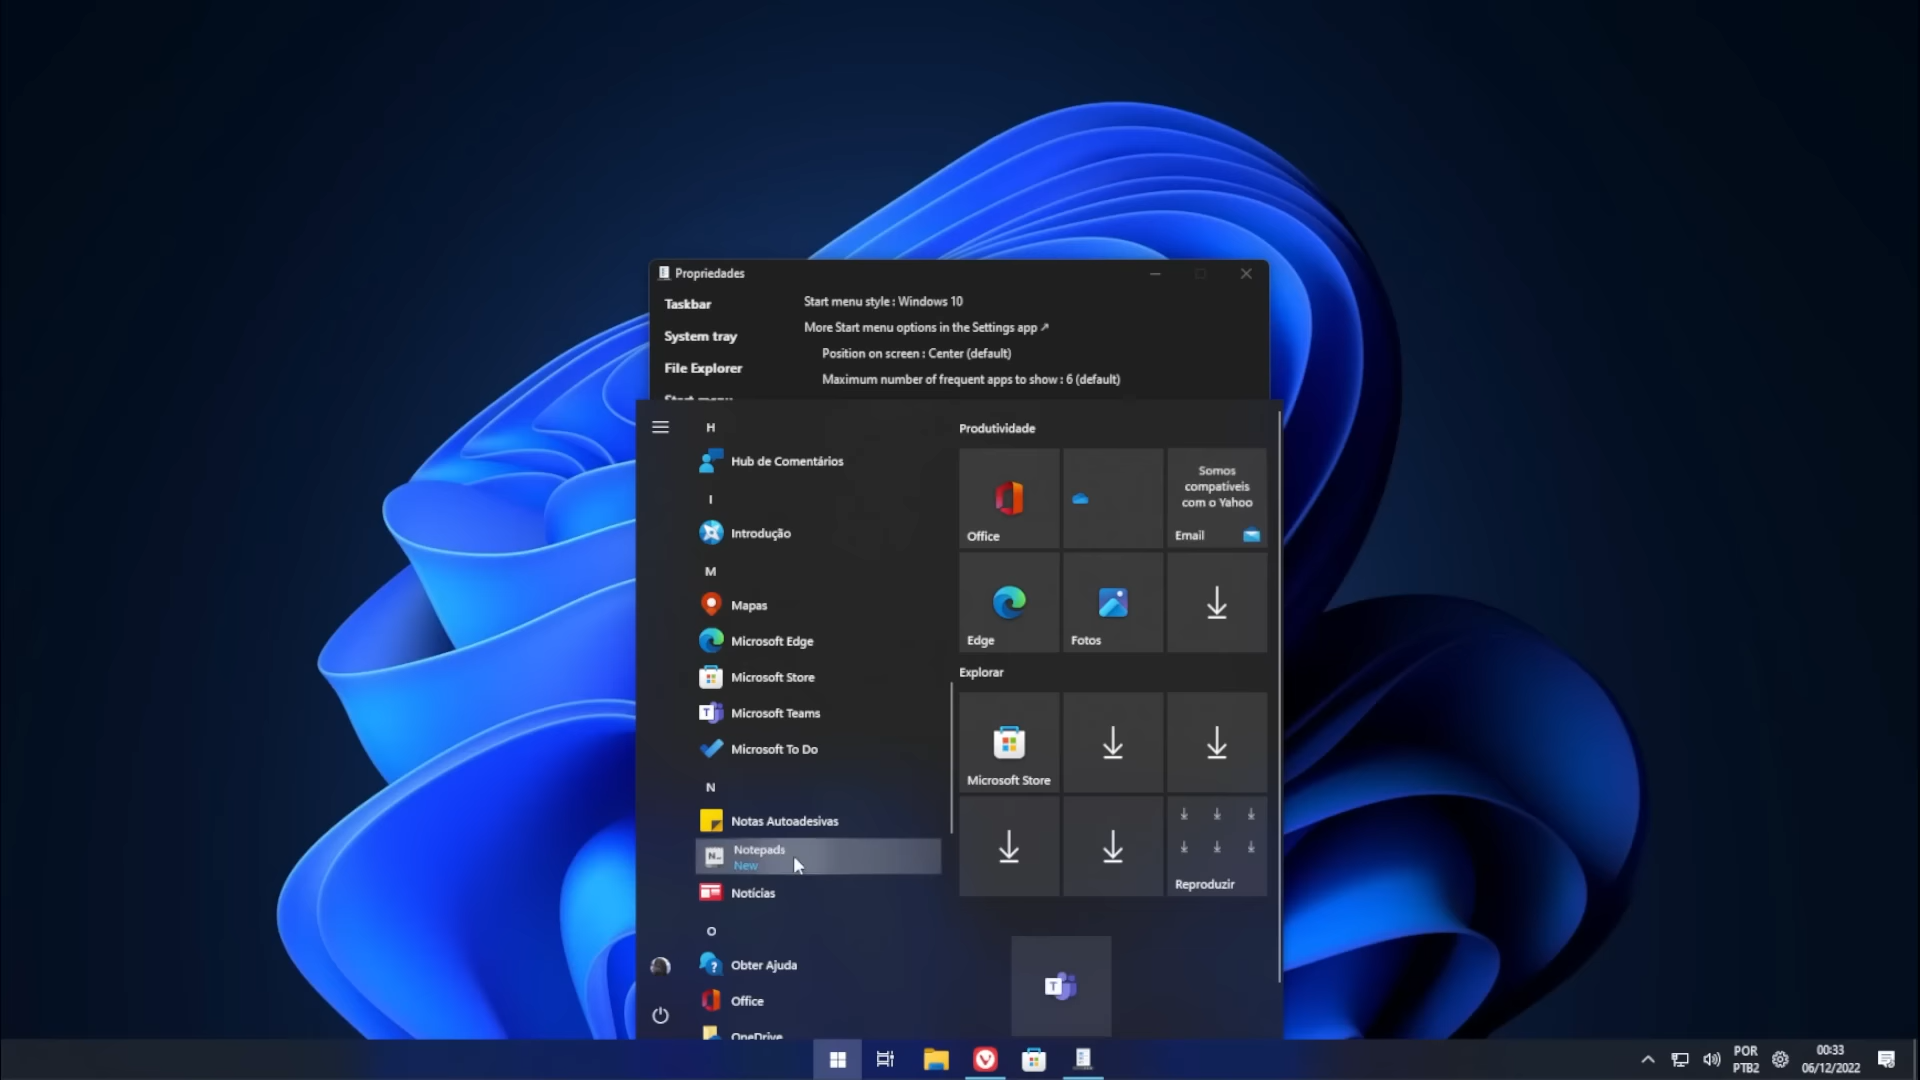 Propriedades
Taskbar
System tray
File Explorer
Start menu
Start menu style : Windows 10
More Start menu options in the Settings app ↗
Position on screen : Center (default)
Maximum number of frequent apps to show : 6 (default)
H
Hub de Comentários
I
Introdução
M
Mapas
Microsoft Edge
Microsoft Store
Microsoft Teams
Microsoft To Do
N
Notas Autoadesivas
Notepads
New
Notícias
O
Obter Ajuda
Office
OneDrive
Produtividade
Office
Somos
compatíveis
com o Yahoo
Email
Edge
Fotos
Explorar
Microsoft Store
Reproduzir
POR
PTB2
00:33
06/12/2022